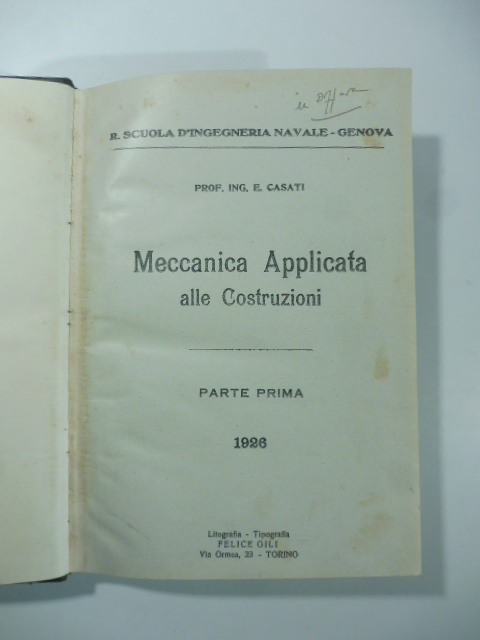 R. SCUOLA D'INGEGNERIA NAVALE - GENOVA
PROF. ING. E. CASATI
Meccanica Applicata
alle Costruzioni
PARTE PRIMA
1926
Litografia - Tipografia
FELICE GILI
Via Ormea, 23 - TORINO